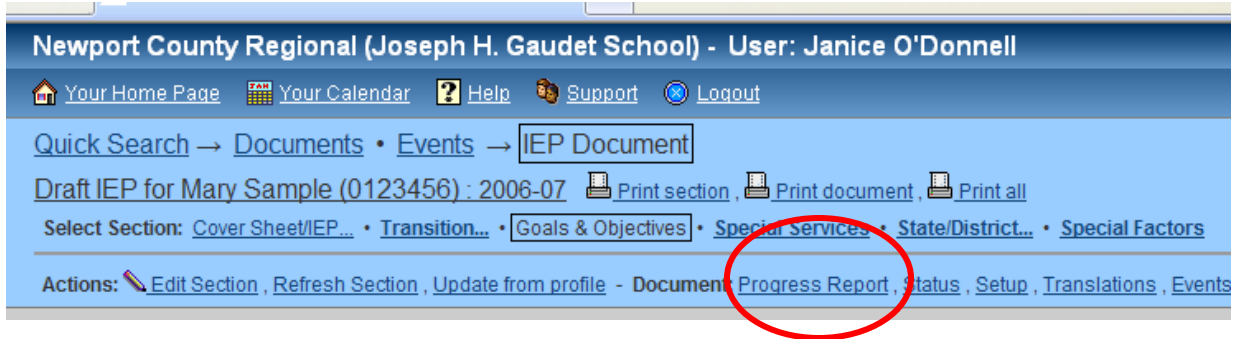 Newport County Regional (Joseph H. Gaudet School) - User: Janice O'Donnell
Your Home Page Your Calendar ? Help Support Logout
Quick Search → Documents • Events → IEP Document
Draft IEP for Mary Sample (0123456) : 2006-07 Print section , Print document , Print all
Select Section: Cover Sheet/IEP... • Transition... • Goals & Objectives • Special Services • State/District... • Special Factors
Actions: Edit Section , Refresh Section , Update from profile - Document: Progress Report , Status , Setup , Translations , Events